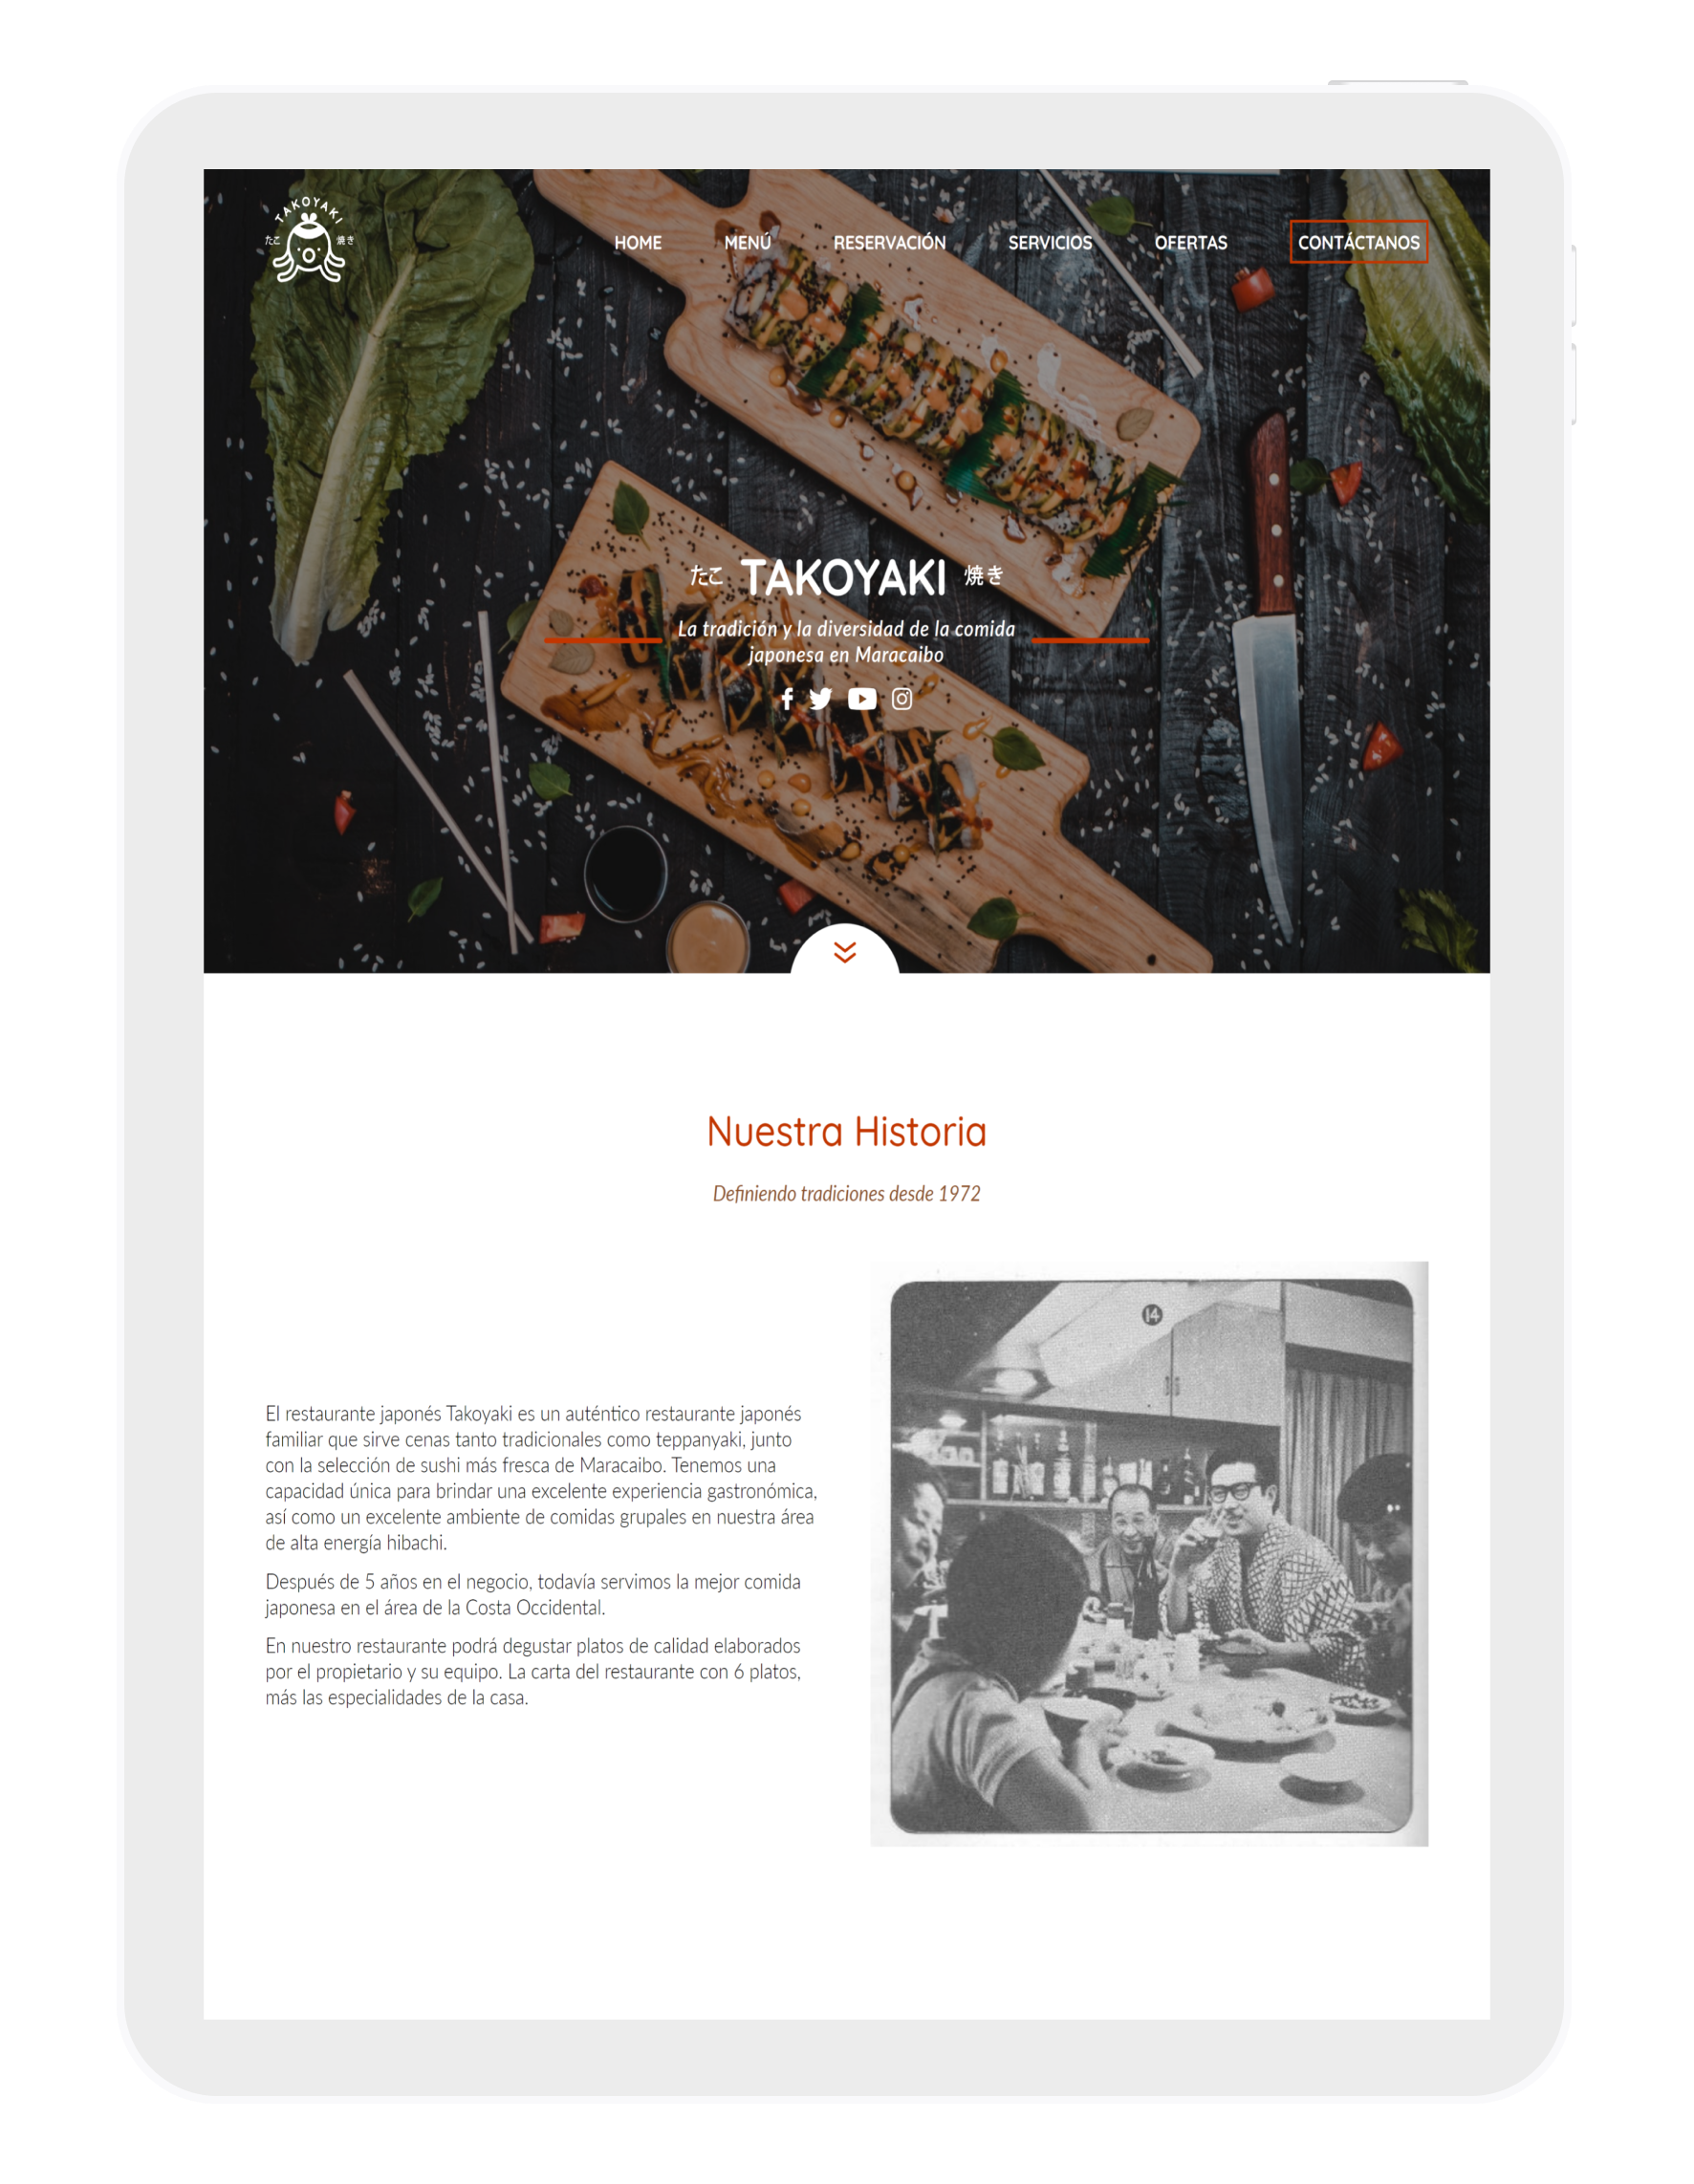 TAKOYAKI
たこ 焼き
HOME MENÚ RESERVACIÓN SERVICIOS OFERTAS CONTÁCTANOS
たこ TAKOYAKI 焼き
La tradición y la diversidad de la comida
japonesa en Maracaibo
Nuestra Historia
Definiendo tradiciones desde 1972
El restaurante japonés Takoyaki es un auténtico restaurante japonés
familiar que sirve cenas tanto tradicionales como teppanyaki, junto
con la selección de sushi más fresca de Maracaibo. Tenemos una
capacidad única para brindar una excelente experiencia gastronómica,
así como un excelente ambiente de comidas grupales en nuestra área
de alta energía hibachi.
Después de 5 años en el negocio, todavía servimos la mejor comida
japonesa en el área de la Costa Occidental.
En nuestro restaurante podrá degustar platos de calidad elaborados
por el propietario y su equipo. La carta del restaurante con 6 platos,
más las especialidades de la casa.
14